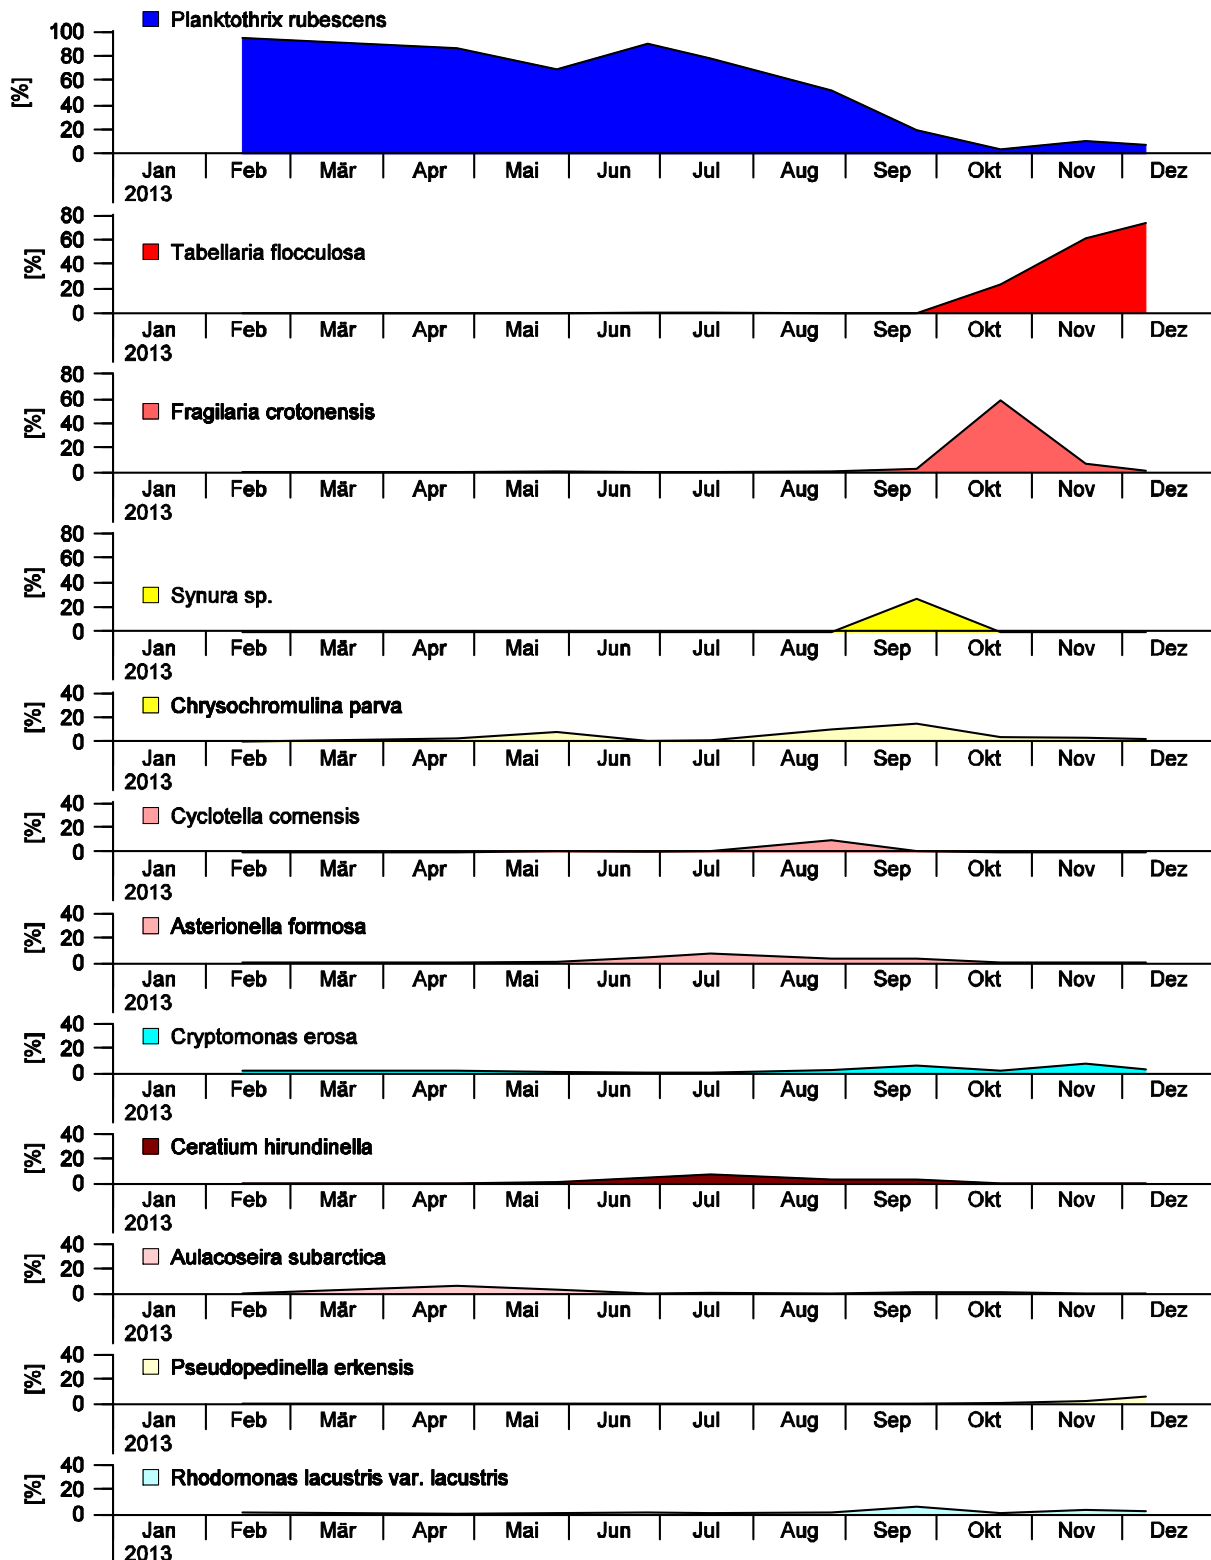 Planktothrix rubescens
100
80
60
40
20
0
[%]
Jan Feb Mär Apr Mai Jun Jul Aug Sep Okt Nov Dez
2013
Tabellaria flocculosa
80
60
40
20
0
[%]
Jan Feb Mär Apr Mai Jun Jul Aug Sep Okt Nov Dez
2013
Fragilaria crotonensis
80
60
40
20
0
[%]
Jan Feb Mär Apr Mai Jun Jul Aug Sep Okt Nov Dez
2013
Synura sp.
80
60
40
20
0
[%]
Jan Feb Mär Apr Mai Jun Jul Aug Sep Okt Nov Dez
2013
Chrysochromulina parva
40
20
0
[%]
Jan Feb Mär Apr Mai Jun Jul Aug Sep Okt Nov Dez
2013
Cyclotella comensis
40
20
0
[%]
Jan Feb Mär Apr Mai Jun Jul Aug Sep Okt Nov Dez
2013
Asterionella formosa
40
20
0
[%]
Jan Feb Mär Apr Mai Jun Jul Aug Sep Okt Nov Dez
2013
Cryptomonas erosa
40
20
0
[%]
Jan Feb Mär Apr Mai Jun Jul Aug Sep Okt Nov Dez
2013
Ceratium hirundinella
40
20
0
[%]
Jan Feb Mär Apr Mai Jun Jul Aug Sep Okt Nov Dez
2013
Aulacoseira subarctica
40
20
0
[%]
Jan Feb Mär Apr Mai Jun Jul Aug Sep Okt Nov Dez
2013
Pseudopedinella erkensis
40
20
0
[%]
Jan Feb Mär Apr Mai Jun Jul Aug Sep Okt Nov Dez
2013
Rhodomonas lacustris var. lacustris
40
20
0
[%]
Jan Feb Mär Apr Mai Jun Jul Aug Sep Okt Nov Dez
2013